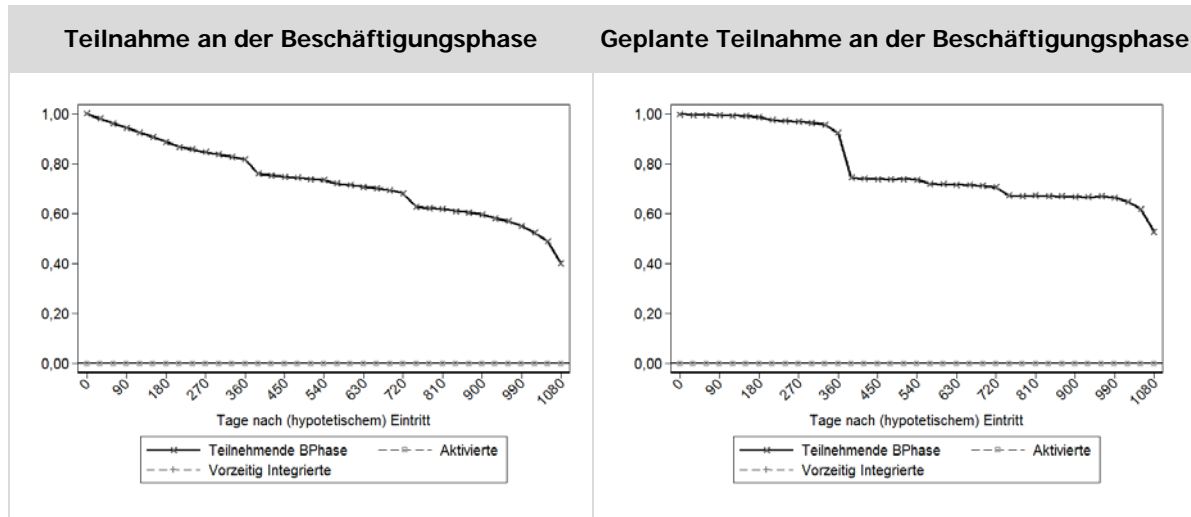 Teilnahme an der Beschäftigungsphase
1,00
0,80
0,60
0,40
0,20
0,00
0 90 180 270 360 450 540 630 720 810 900 990 1080
Tage nach (hypotetischem) Eintritt
Teilnehmende BPhase Aktivierte
Vorzeitig Integrierte
Geplante Teilnahme an der Beschäftigungsphase
1,00
0,80
0,60
0,40
0,20
0,00
0 90 180 270 360 450 540 630 720 810 900 990 1080
Tage nach (hypotetischem) Eintritt
Teilnehmende BPhase Aktivierte
Vorzeitig Integrierte